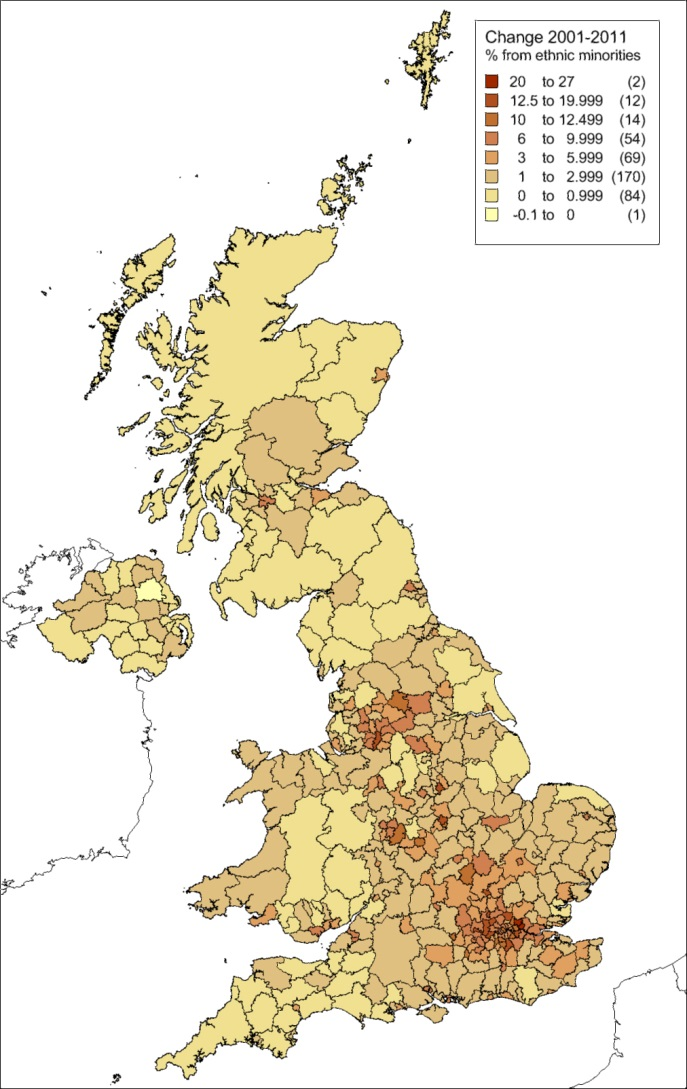 Change 2001-2011
% from ethnic minorities
20 to 27 (2)
12.5 to 19.999 (12)
10 to 12.499 (14)
6 to 9.999 (54)
3 to 5.999 (69)
1 to 2.999 (170)
0 to 0.999 (84)
-0.1 to 0 (1)